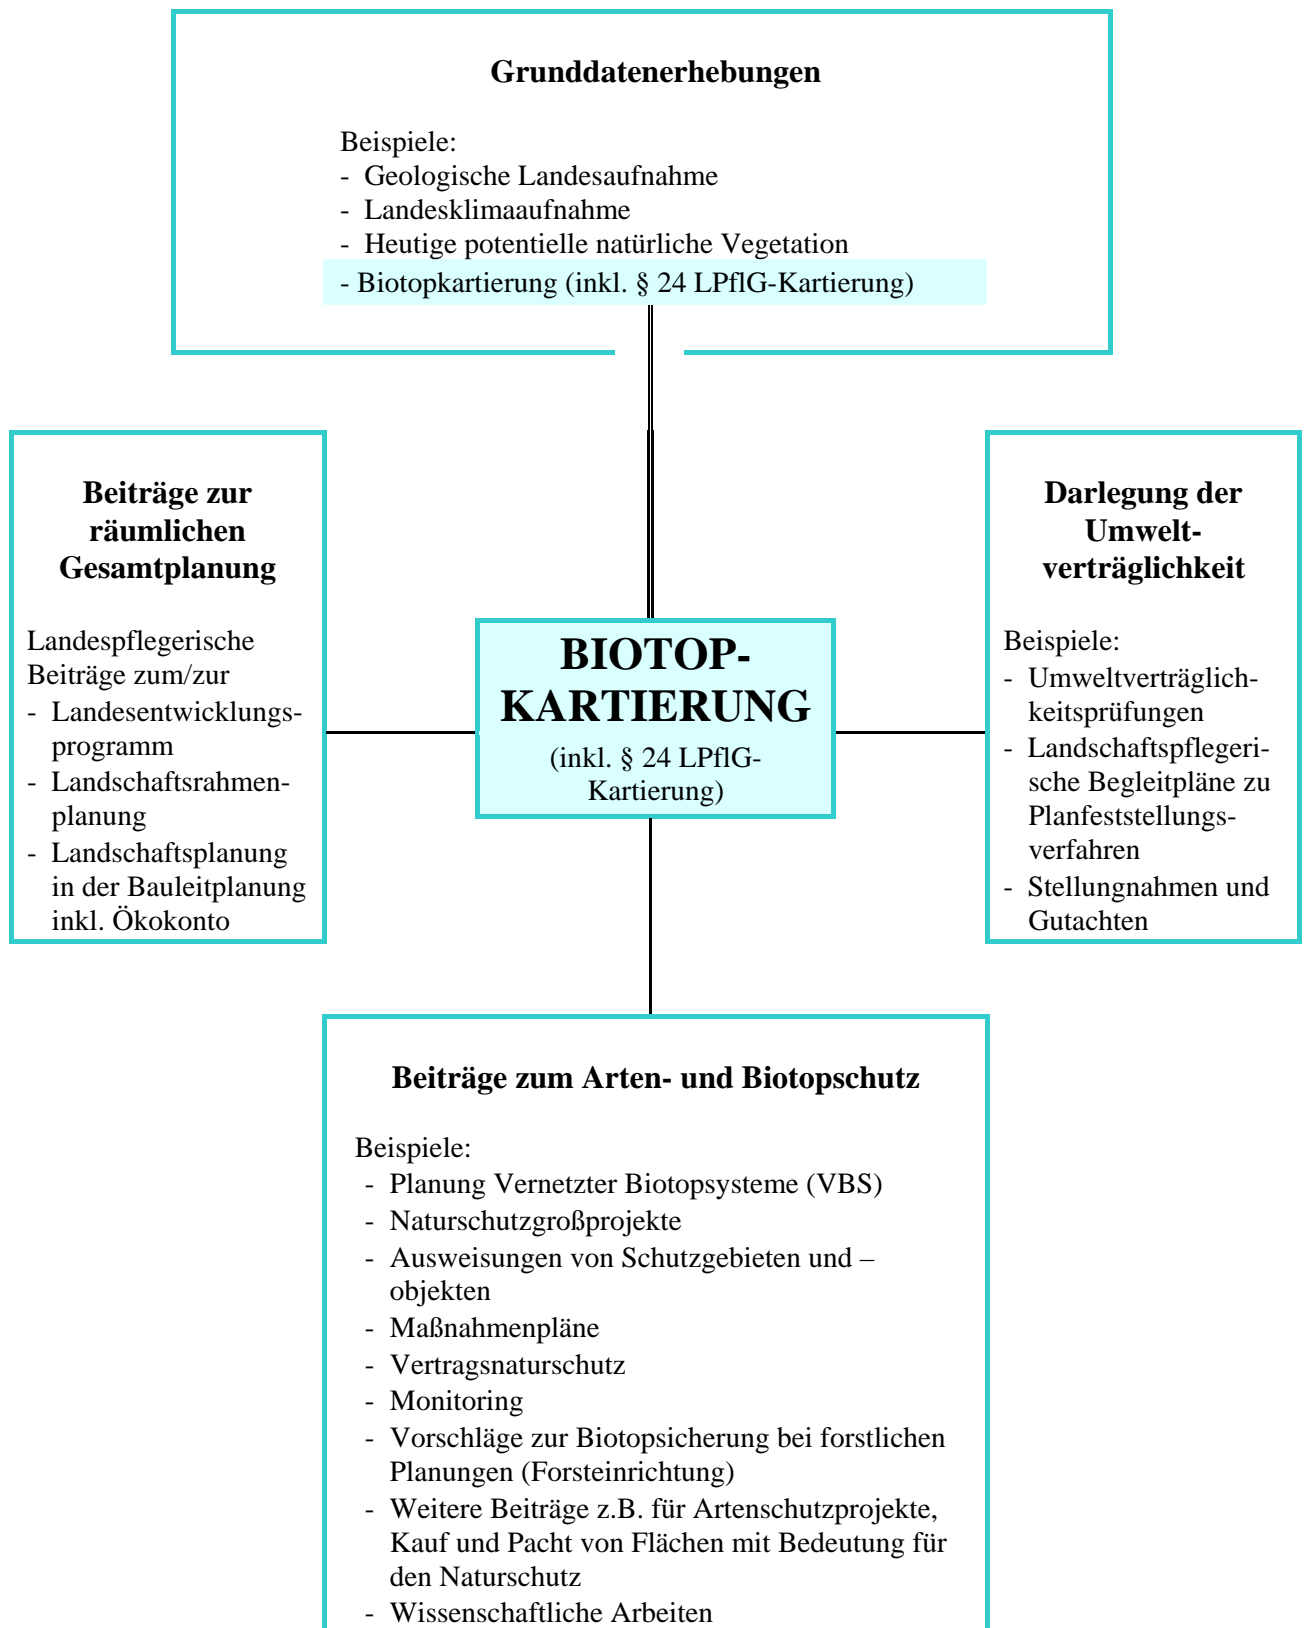 Grunddatenerhebungen
Beispiele:
- Geologische Landesaufnahme
- Landesklimaaufnahme
- Heutige potentielle natürliche Vegetation
- Biotopkartierung (inkl. § 24 LPflG-Kartierung)
Beiträge zur
räumlichen
Gesamtplanung
Landespflegerische
Beiträge zum/zur
- Landesentwicklungs-
programm
- Landschaftsrahmen-
planung
- Landschaftsplanung
in der Bauleitplanung
inkl. Ökokonto
BIOTOP-
KARTIERUNG
(inkl. § 24 LPflG-
Kartierung)
Darlegung der
Umwelt-
verträglichkeit
Beispiele:
- Umweltverträglich-
keitsprüfungen
- Landschaftspflegeri-
sche Begleitpläne zu
Planfeststellungs-
verfahren
- Stellungnahmen und
Gutachten
Beiträge zum Arten- und Biotopschutz
Beispiele:
- Planung Vernetzter Biotopsysteme (VBS)
- Naturschutzgroßprojekte
- Ausweisungen von Schutzgebieten und –
objekten
- Maßnahmenpläne
- Vertragsnaturschutz
- Monitoring
- Vorschläge zur Biotopsicherung bei forstlichen
Planungen (Forsteinrichtung)
- Weitere Beiträge z.B. für Artenschutzprojekte,
Kauf und Pacht von Flächen mit Bedeutung für
den Naturschutz
- Wissenschaftliche Arbeiten